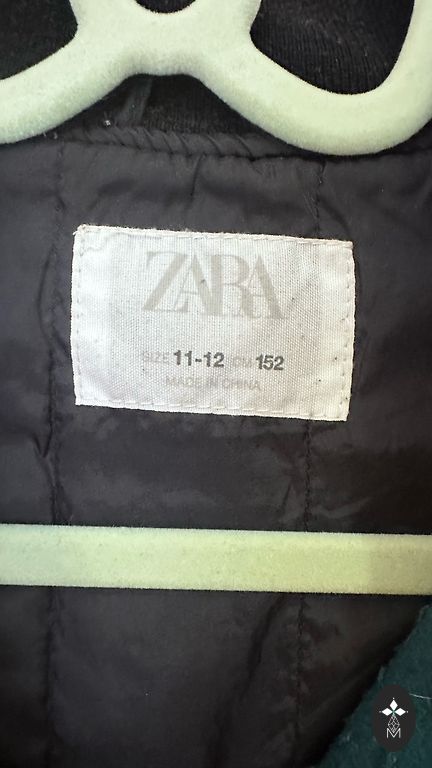 ZARA
SIZE 11-12 CM 152
MADE IN CHINA
M